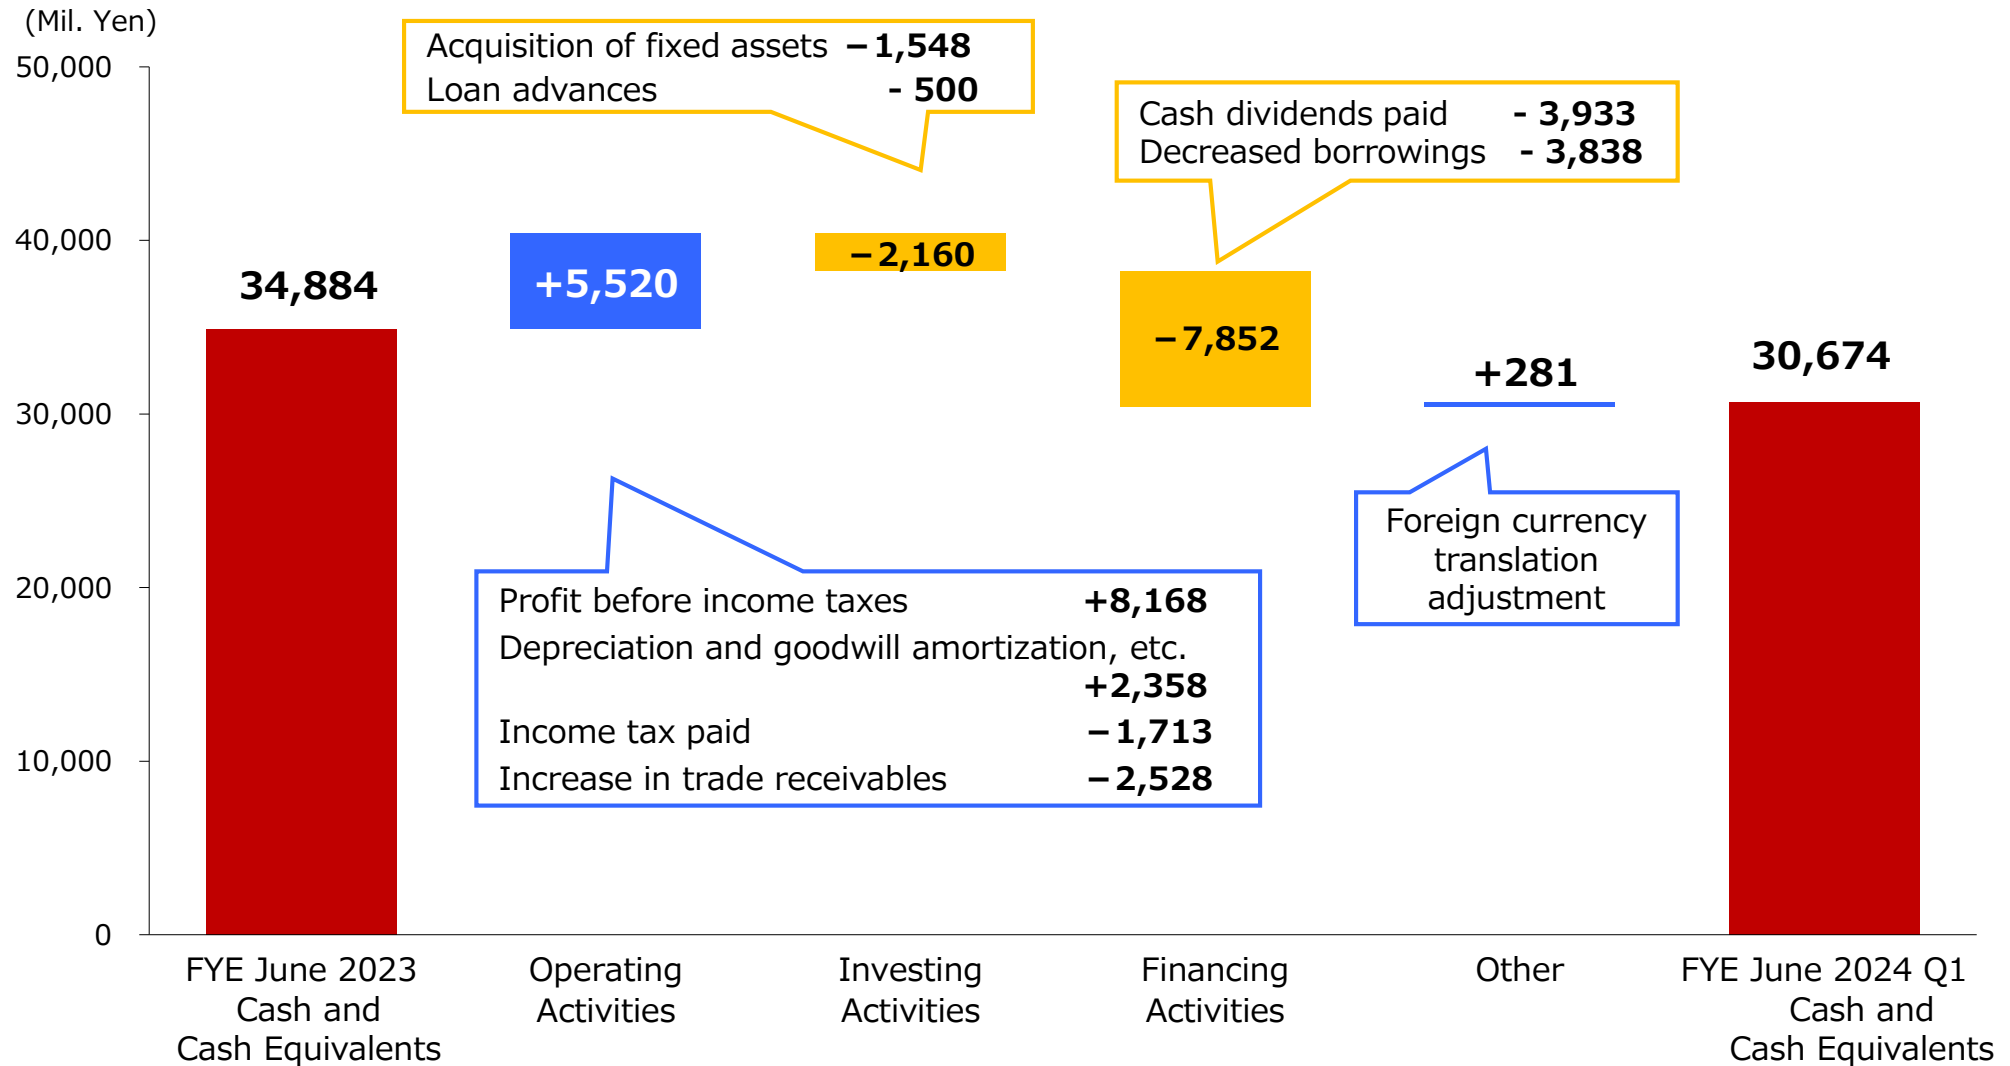 (Mil. Yen)
50,000
40,000
30,000
20,000
10,000
0
Acquisition of fixed assets −1,548
Loan advances - 500
Cash dividends paid - 3,933
Decreased borrowings - 3,838
34,884
+5,520
−2,160
−7,852
+281
30,674
Profit before income taxes +8,168
Depreciation and goodwill amortization, etc.
+2,358
Income tax paid −1,713
Increase in trade receivables −2,528
Foreign currency
translation
adjustment
FYE June 2023
Cash and
Cash Equivalents
Operating
Activities
Investing
Activities
Financing
Activities
Other
FYE June 2024 Q1
Cash and
Cash Equivalents